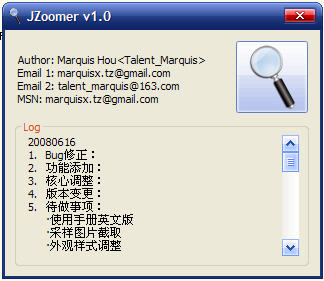 JZoomer v1.0
Author: Marquis Hou<Talent_Marquis>
Email 1: marquisx.tz@gmail.com
Email 2: talent_marquis@163.com
MSN: marquisx.tz@gmail.com
Log
20080616
1. Bug修正：
2. 功能添加：
3. 核心调整：
4. 版本变更：
5. 待做事项：
·使用手册英文版
·采样图片截取
·外观样式调整